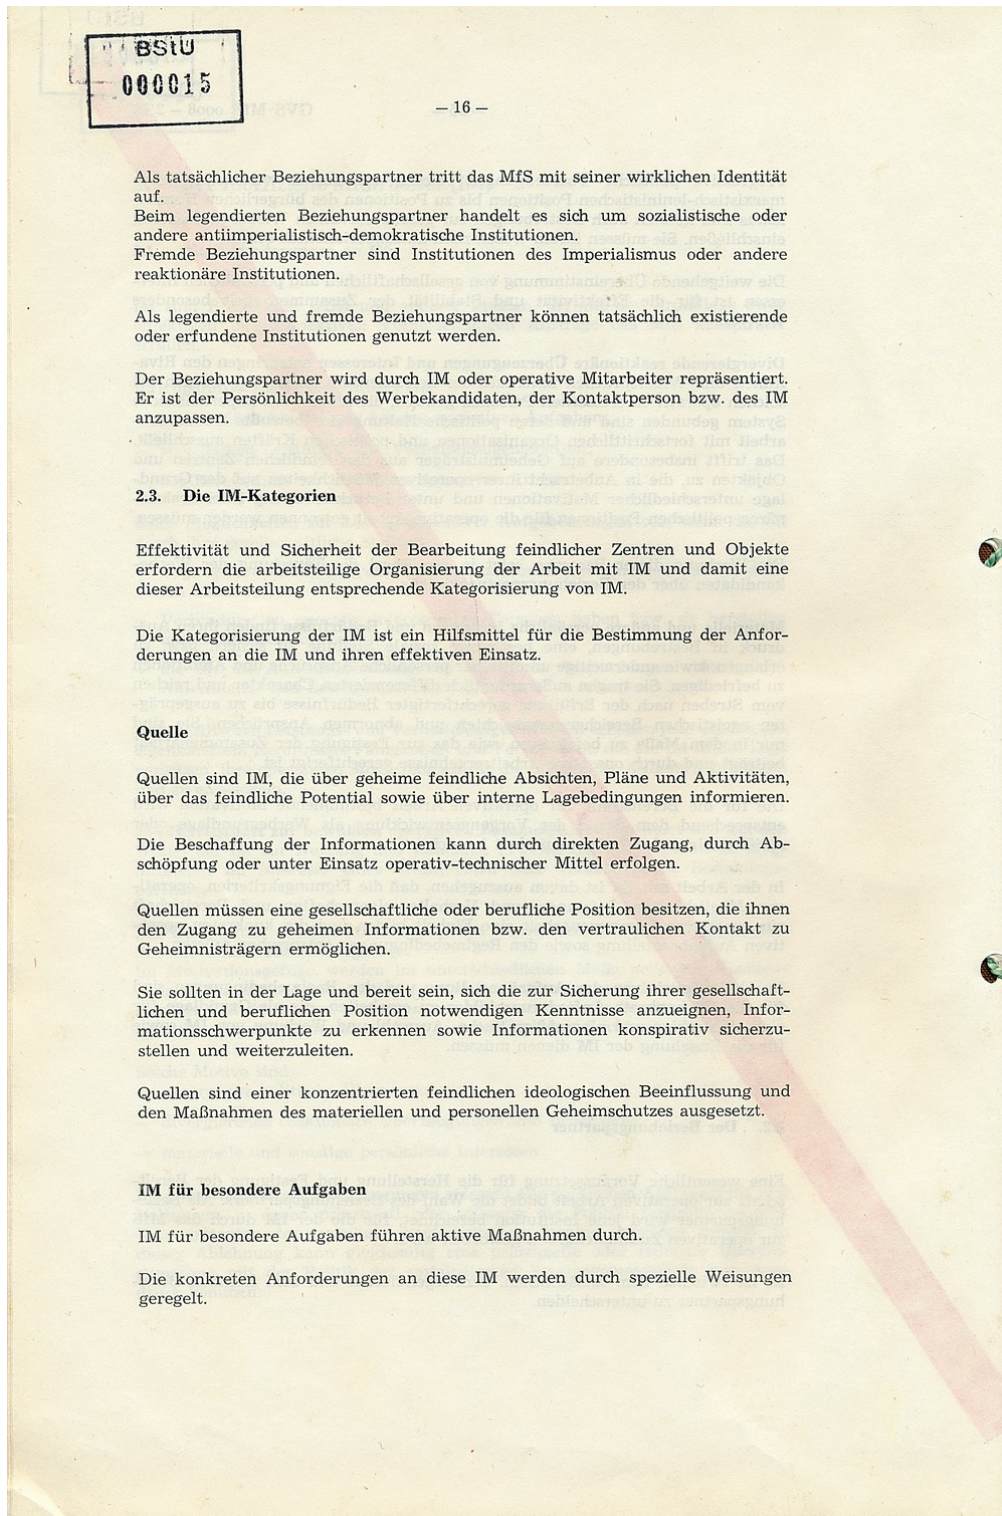 BStU
000015
— 16 —
Als tatsächlicher Beziehungspartner tritt das MfS mit seiner wirklichen Identität
auf.
Beim legendierten Beziehungspartner handelt es sich um sozialistische oder
andere antiimperialistisch-demokratische Institutionen.
Fremde Beziehungspartner sind Institutionen des Imperialismus oder andere
reaktionäre Institutionen.
Als legendierte und fremde Beziehungspartner können tatsächlich existierende
oder erfundene Institutionen genutzt werden.
Der Beziehungspartner wird durch IM oder operative Mitarbeiter repräsentiert.
Er ist der Persönlichkeit des Werbekandidaten, der Kontaktperson bzw. des IM
anzupassen.
2.3. Die IM-Kategorien
Effektivität und Sicherheit der Bearbeitung feindlicher Zentren und Objekte
erfordern die arbeitsteilige Organisierung der Arbeit mit IM und damit eine
dieser Arbeitsteilung entsprechende Kategorisierung von IM.
Die Kategorisierung der IM ist ein Hilfsmittel für die Bestimmung der Anfor-
derungen an die IM und ihren effektiven Einsatz.
Quelle
Quellen sind IM, die über geheime feindliche Absichten, Pläne und Aktivitäten,
über das feindliche Potential sowie über interne Lagebedingungen informieren.
Die Beschaffung der Informationen kann durch direkten Zugang, durch Ab-
schöpfung oder unter Einsatz operativ-technischer Mittel erfolgen.
Quellen müssen eine gesellschaftliche oder berufliche Position besitzen, die ihnen
den Zugang zu geheimen Informationen bzw. den vertraulichen Kontakt zu
Geheimnisträgern ermöglichen.
Sie sollten in der Lage und bereit sein, sich die zur Sicherung ihrer gesellschaft-
lichen und beruflichen Position notwendigen Kenntnisse anzueignen, Infor-
mationsschwerpunkte zu erkennen sowie Informationen konspirativ sicherzu-
stellen und weiterzuleiten.
Quellen sind einer konzentrierten feindlichen ideologischen Beeinflussung und
den Maßnahmen des materiellen und personellen Geheimschutzes ausgesetzt.
IM für besondere Aufgaben
IM für besondere Aufgaben führen aktive Maßnahmen durch.
Die konkreten Anforderungen an diese IM werden durch spezielle Weisungen
geregelt.